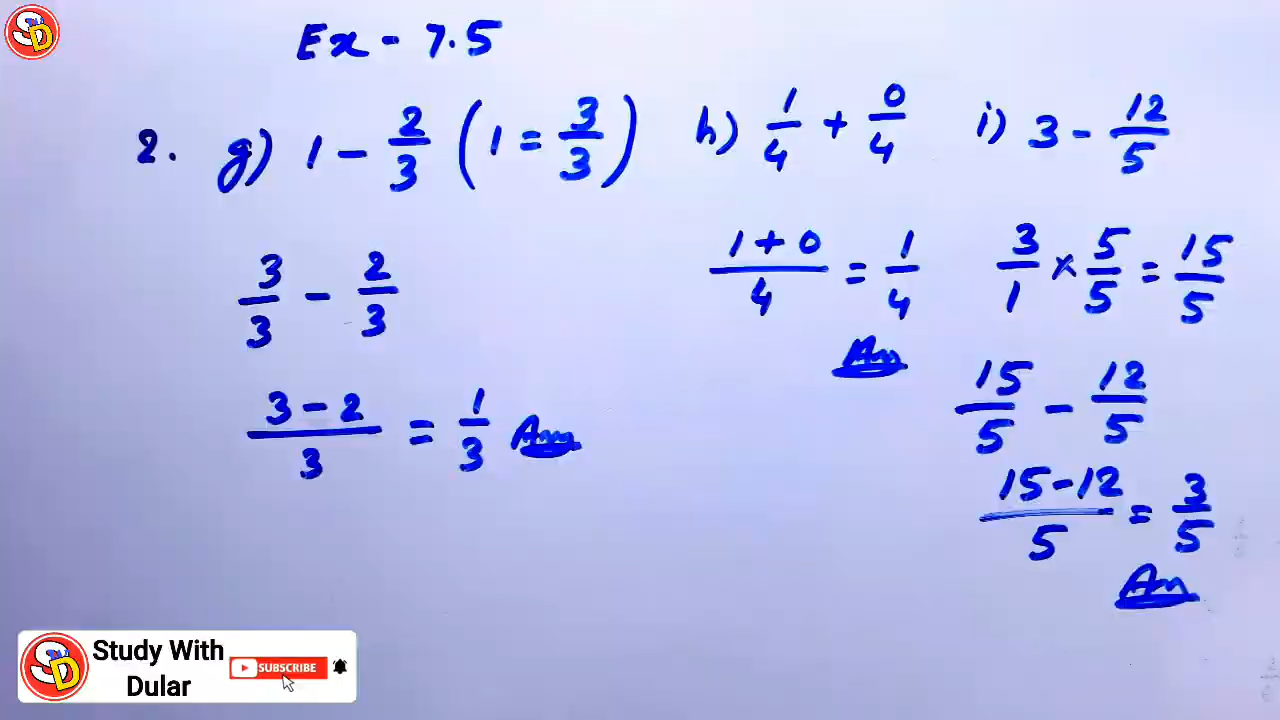 SD
Ex - 7.5
2. g) 1 - 2/3 (1 = 3/3)
3/3 - 2/3
3 - 2/3 = 1/3 Ans
h) 1/4 + 0/4
1 + 0/4 = 1/4
Ans
i) 3 - 12/5
3/1 × 5/5 = 15/5
15/5 - 12/5
15 - 12/5 = 3/5
Ans
SD
Study With
Dular
SUBSCRIBE